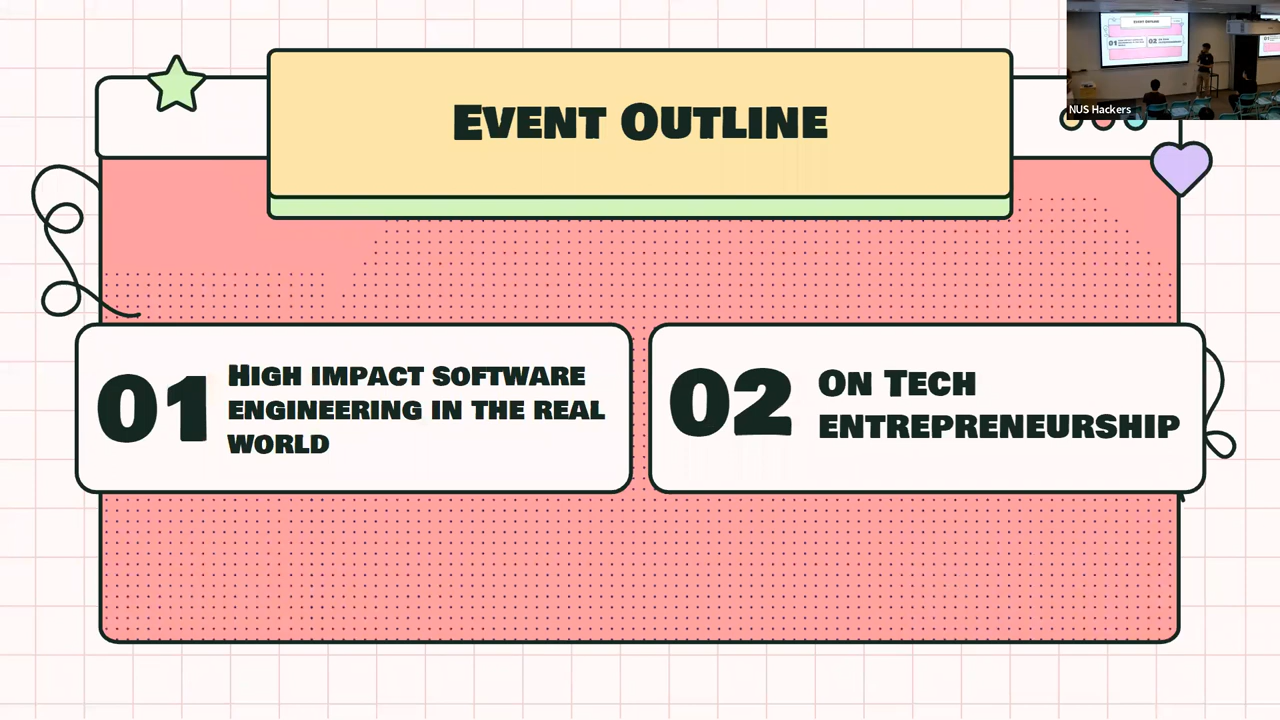 Event Outline
NUS Hackers
01
High impact software
engineering in the real
world
02
On Tech
entrepreneurship